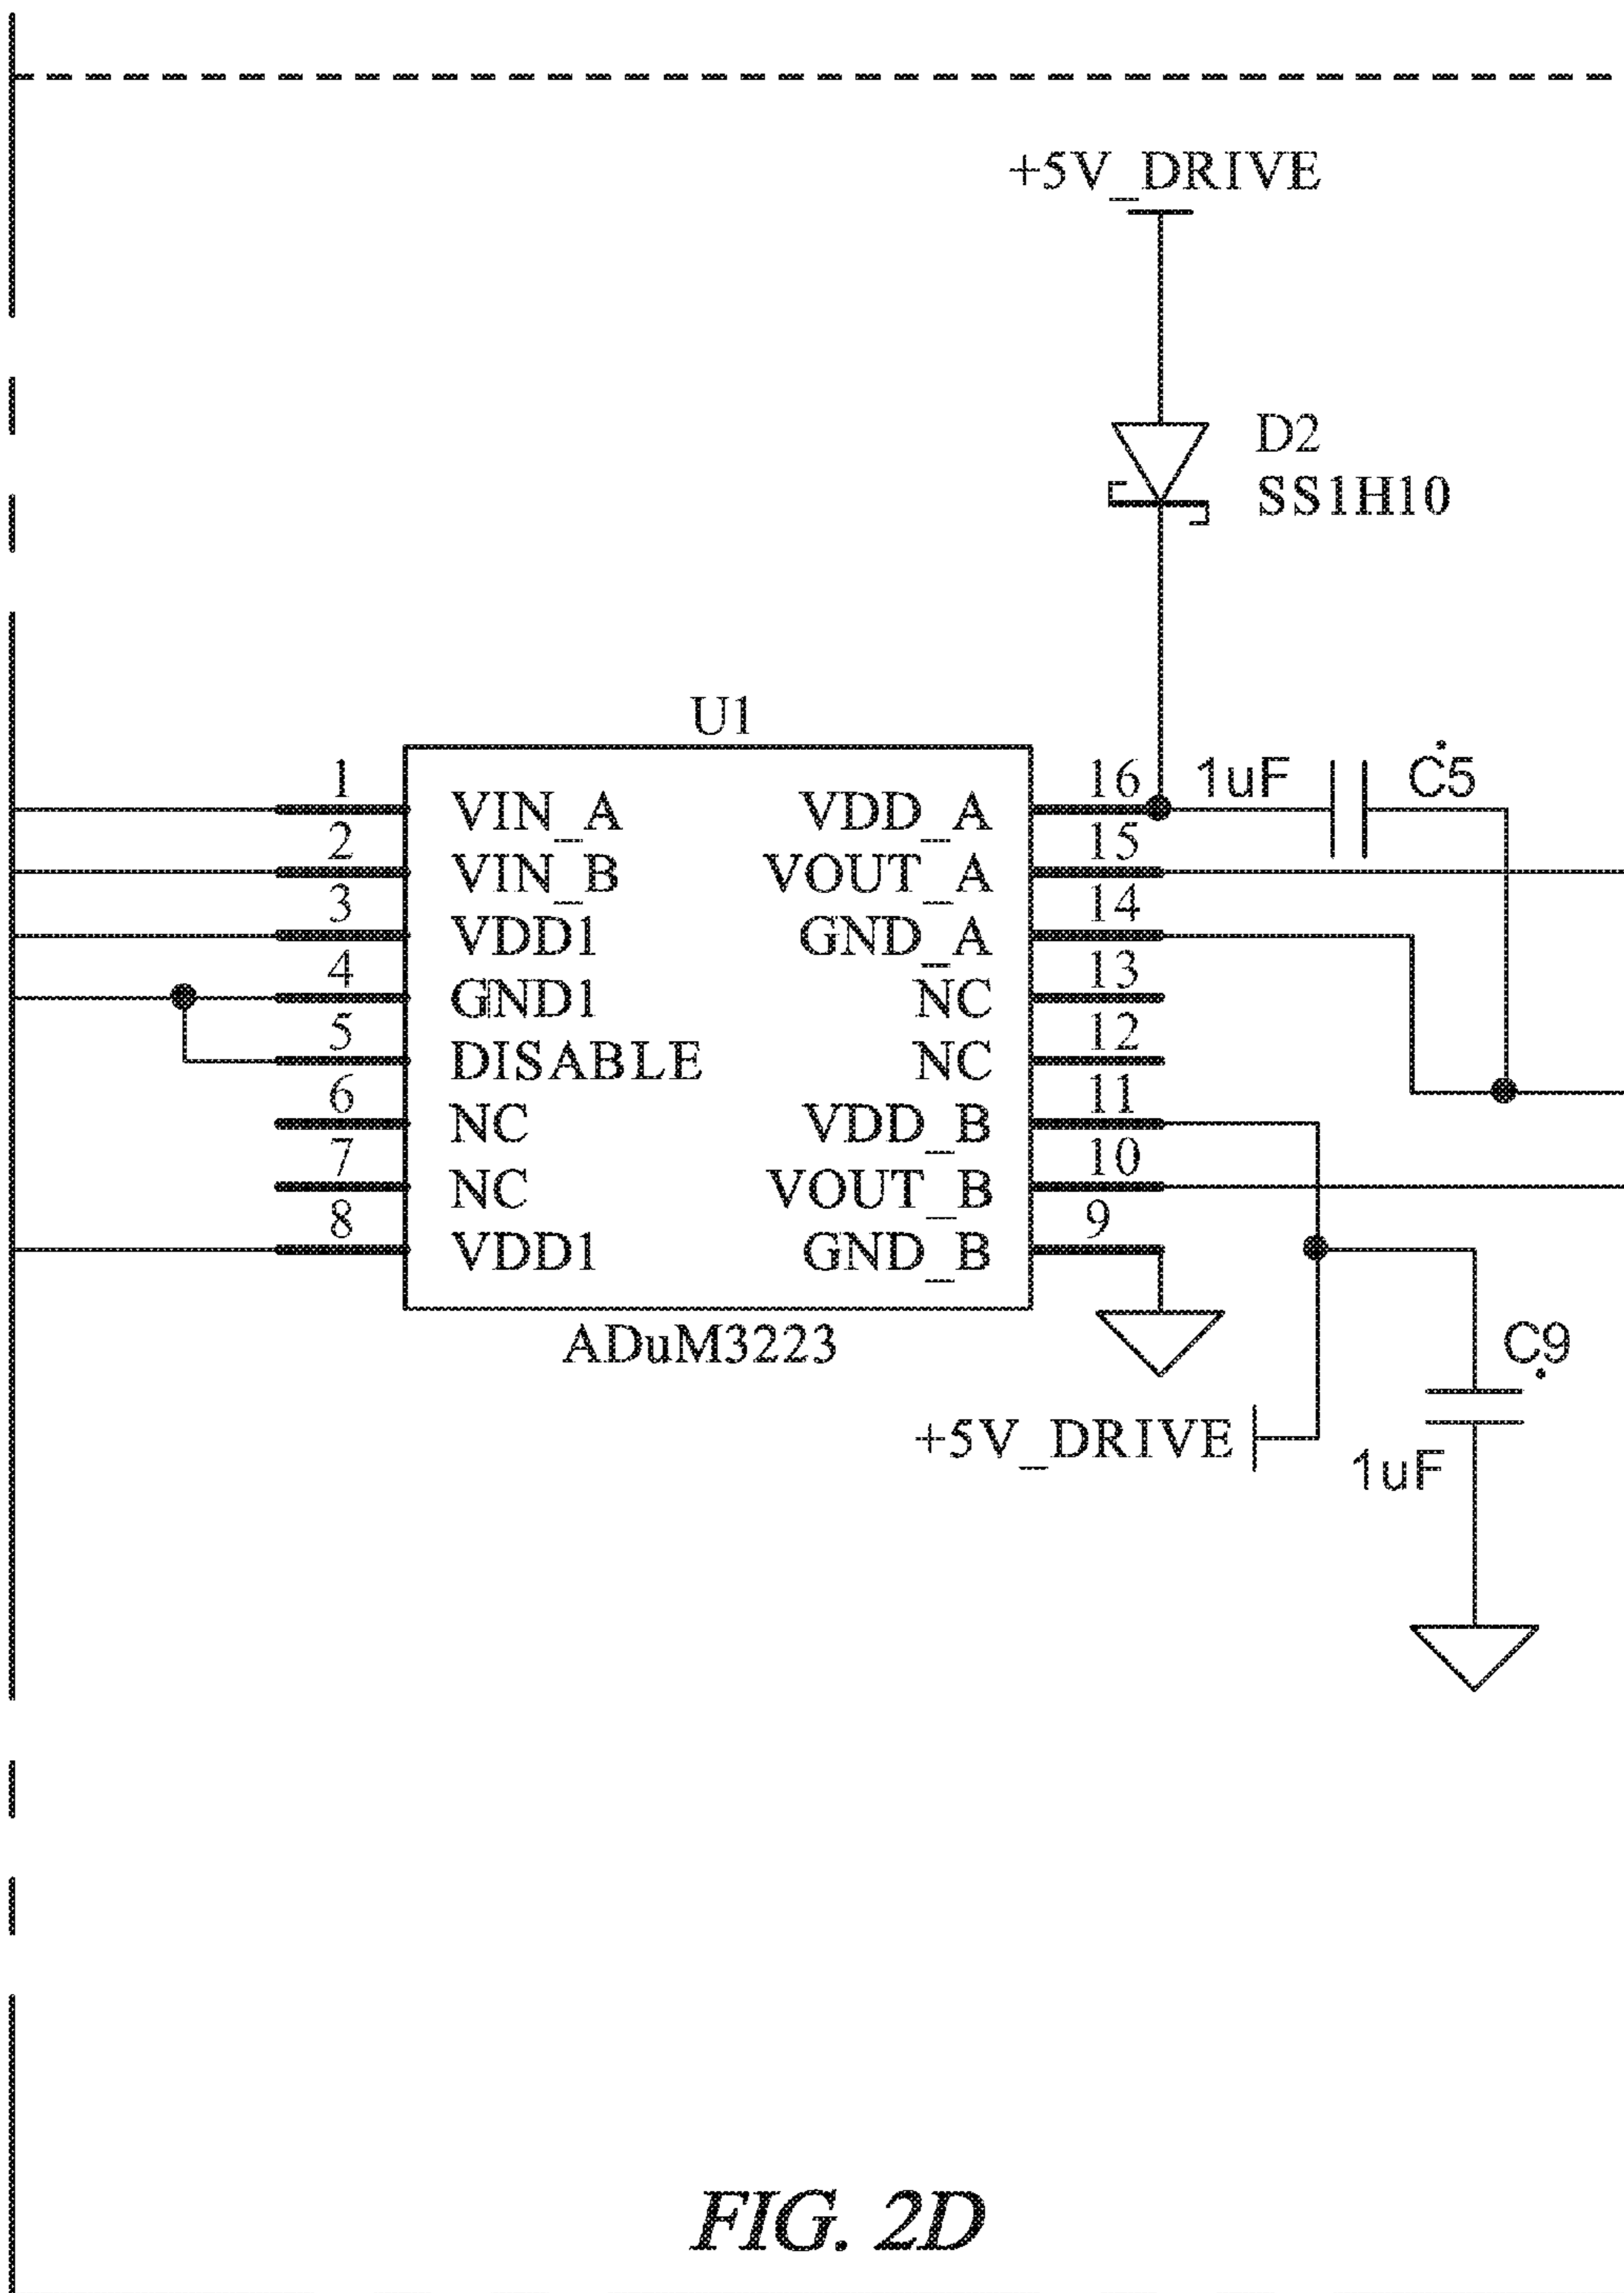 +5V_DRIVE
D2
SS1H10
U1
1 VIN_A VDD_A 16 1uF C5
2 VIN_B VOUT_A 15
3 VDD1 GND_A 14
4 GND1 NC 13
5 DISABLE NC 12
6 NC VDD_B 11
7 NC VOUT_B 10
8 VDD1 GND_B 9
ADuM3223
C9
+5V_DRIVE
1uF
FIG. 2D